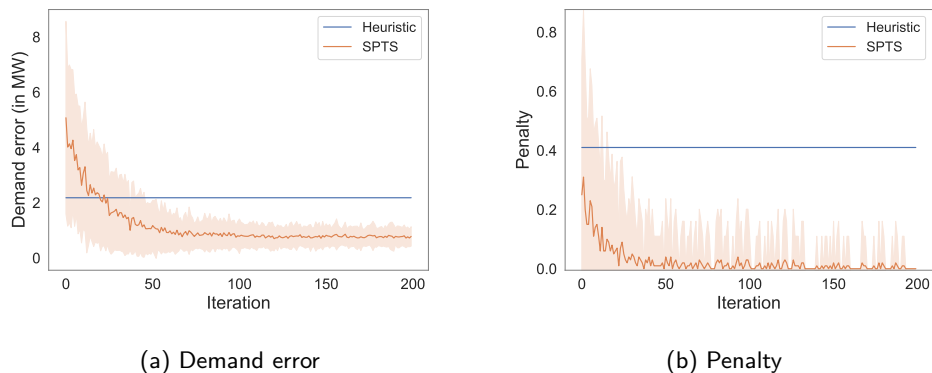 Demand error (in MW)
8
6
4
2
0
Heuristic
SPTS
0
50
100
150
200
Iteration
(a) Demand error
Penalty
0.8
0.6
0.4
0.2
0.0
Heuristic
SPTS
0
50
100
150
200
Iteration
(b) Penalty